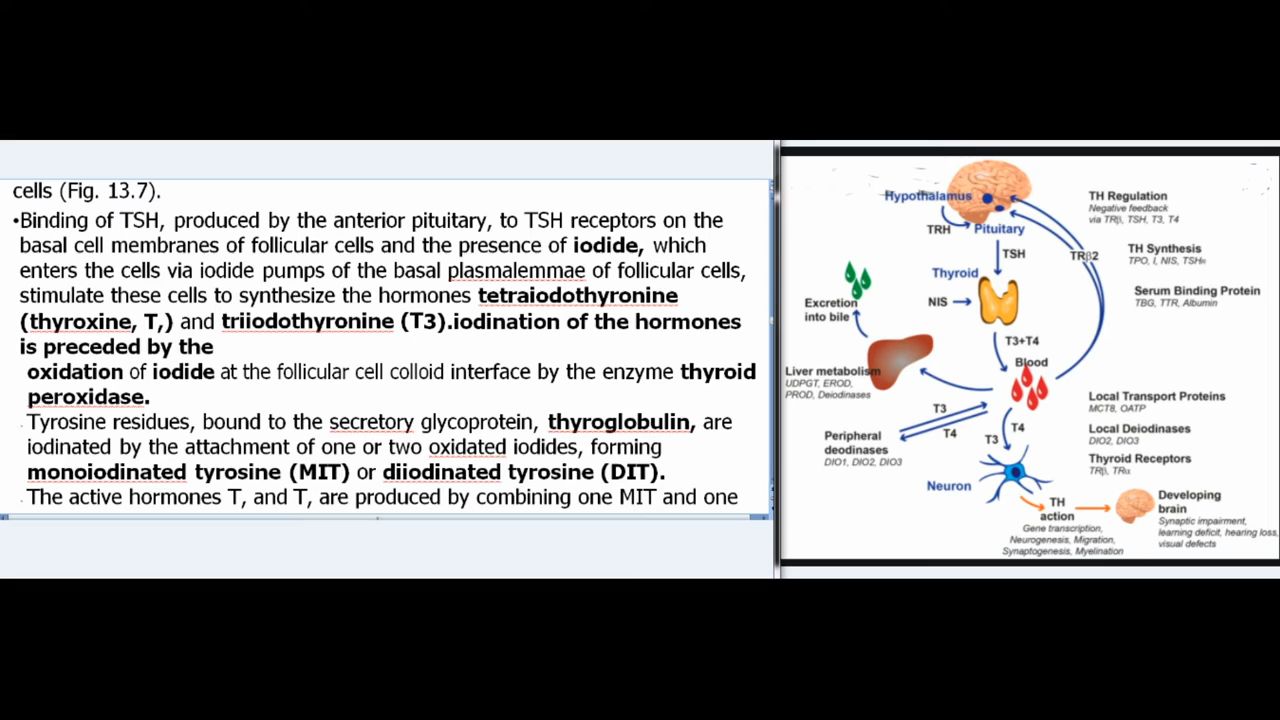 cells (Fig. 13.7).
•Binding of TSH, produced by the anterior pituitary, to TSH receptors on the
basal cell membranes of follicular cells and the presence of iodide, which
enters the cells via iodide pumps of the basal plasmalemmae of follicular cells,
stimulate these cells to synthesize the hormones tetraiodothyronine
(thyroxine, T,) and triiodothyronine (T3).iodination of the hormones
is preceded by the
oxidation of iodide at the follicular cell colloid interface by the enzyme thyroid
peroxidase.
Tyrosine residues, bound to the secretory glycoprotein, thyroglobulin, are
iodinated by the attachment of one or two oxidated iodides, forming
monoiodinated tyrosine (MIT) or diiodinated tyrosine (DIT).
The active hormones T, and T, are produced by combining one MIT and one
Hypothalamus
TRH
Pituitary
TSH
Thyroid
NIS
T3+T4
Blood
TRβ2
Excretion
into bile
Liver metabolism
UDPGT, EROD,
PROD, Deiodinases
T3
T4
Peripheral
deodinases
DIO1, DIO2, DIO3
T3
T4
Neuron
TH
action
Gene transcription,
Neurogenesis, Migration,
Synaptogenesis, Myelination
TH Regulation
Negative feedback
via TRβ, TSH, T3, T4
TH Synthesis
TPO, I, NIS, TSHα
Serum Binding Protein
TBG, TTR, Albumin
Local Transport Proteins
MCT8, OATP
Local Deiodinases
DIO2, DIO3
Thyroid Receptors
TRβ, TRα
Developing
brain
Synaptic impairment,
learning deficit, hearing loss,
visual defects